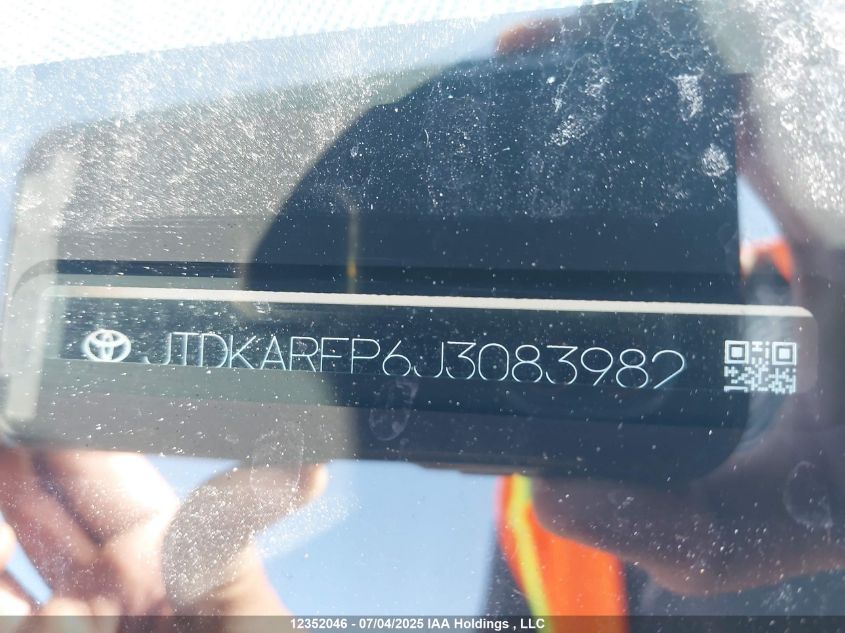 JTDKARFP6J3083982
12352046 - 07/04/2025 IAA Holdings , LLC